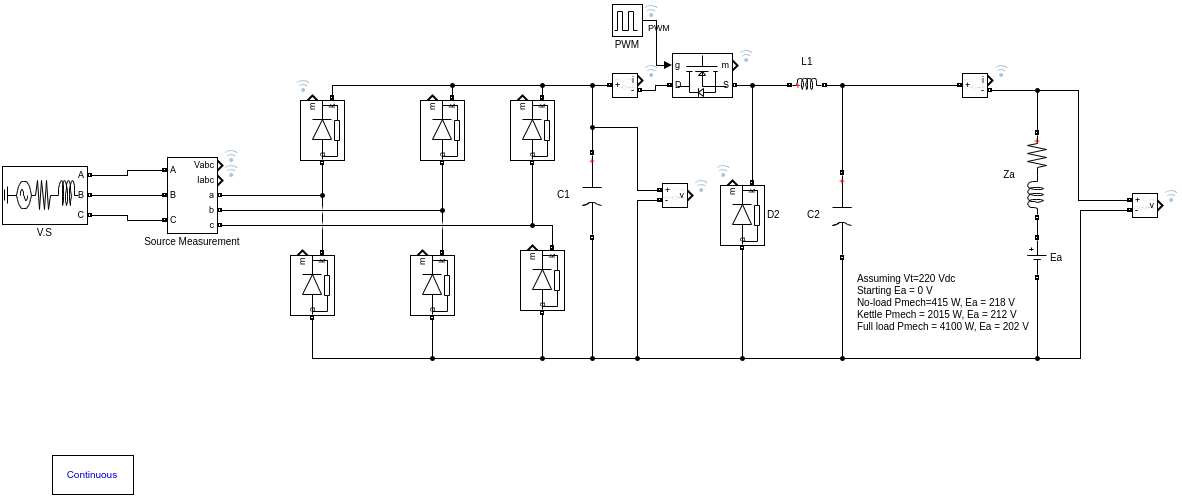 PWM
PWM
g
m
D
S
L1
i
+
-
i
+
-
m
m
m
Vabc
Iabc
A
A
a
B
B
b
C
C
c
V.S
Source Measurement
C1
+
v
-
m
D2
C2
Za
+
v
-
+
Ea
m
m
m
Assuming Vt=220 Vdc
Starting Ea = 0 V
No-load Pmech=415 W, Ea = 218 V
Kettle Pmech = 2015 W, Ea = 212 V
Full load Pmech = 4100 W, Ea = 202 V
Continuous